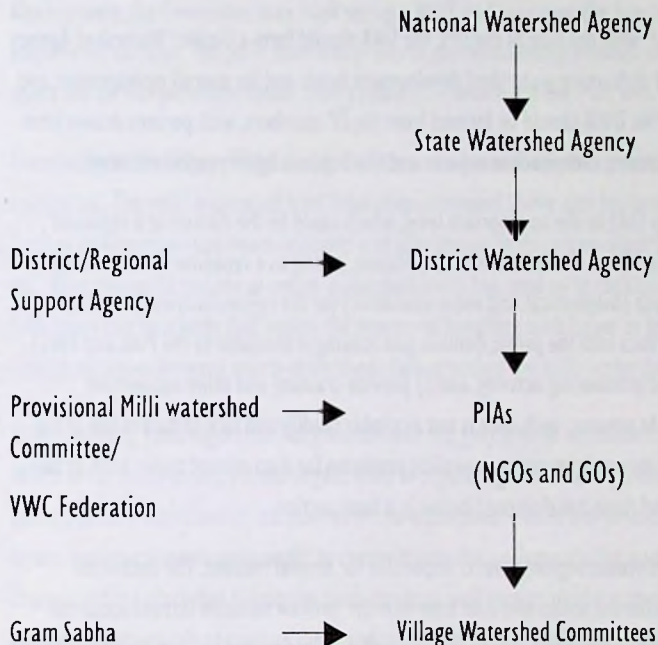 National Watershed Agency
State Watershed Agency
District/Regional
Support Agency
District Watershed Agency
Provisional Milli watershed
Committee/
VWC Federation
PIAs
(NGOs and GOs)
Gram Sabha
Village Watershed Committees